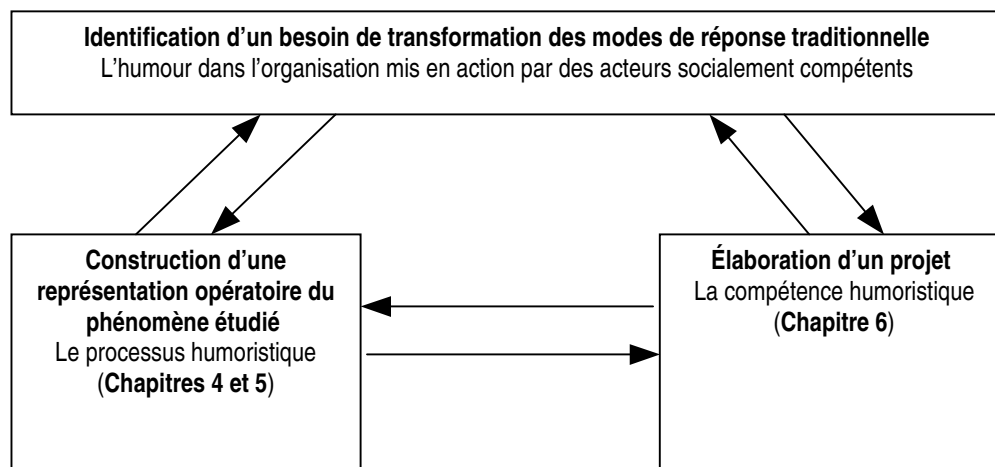 Identification d’un besoin de transformation des modes de réponse traditionnelle
L’humour dans l’organisation mis en action par des acteurs socialement compétents
Construction d’une
représentation opératoire du
phénomène étudié
Le processus humoristique
(Chapitres 4 et 5)
Élaboration d’un projet
La compétence humoristique
(Chapitre 6)